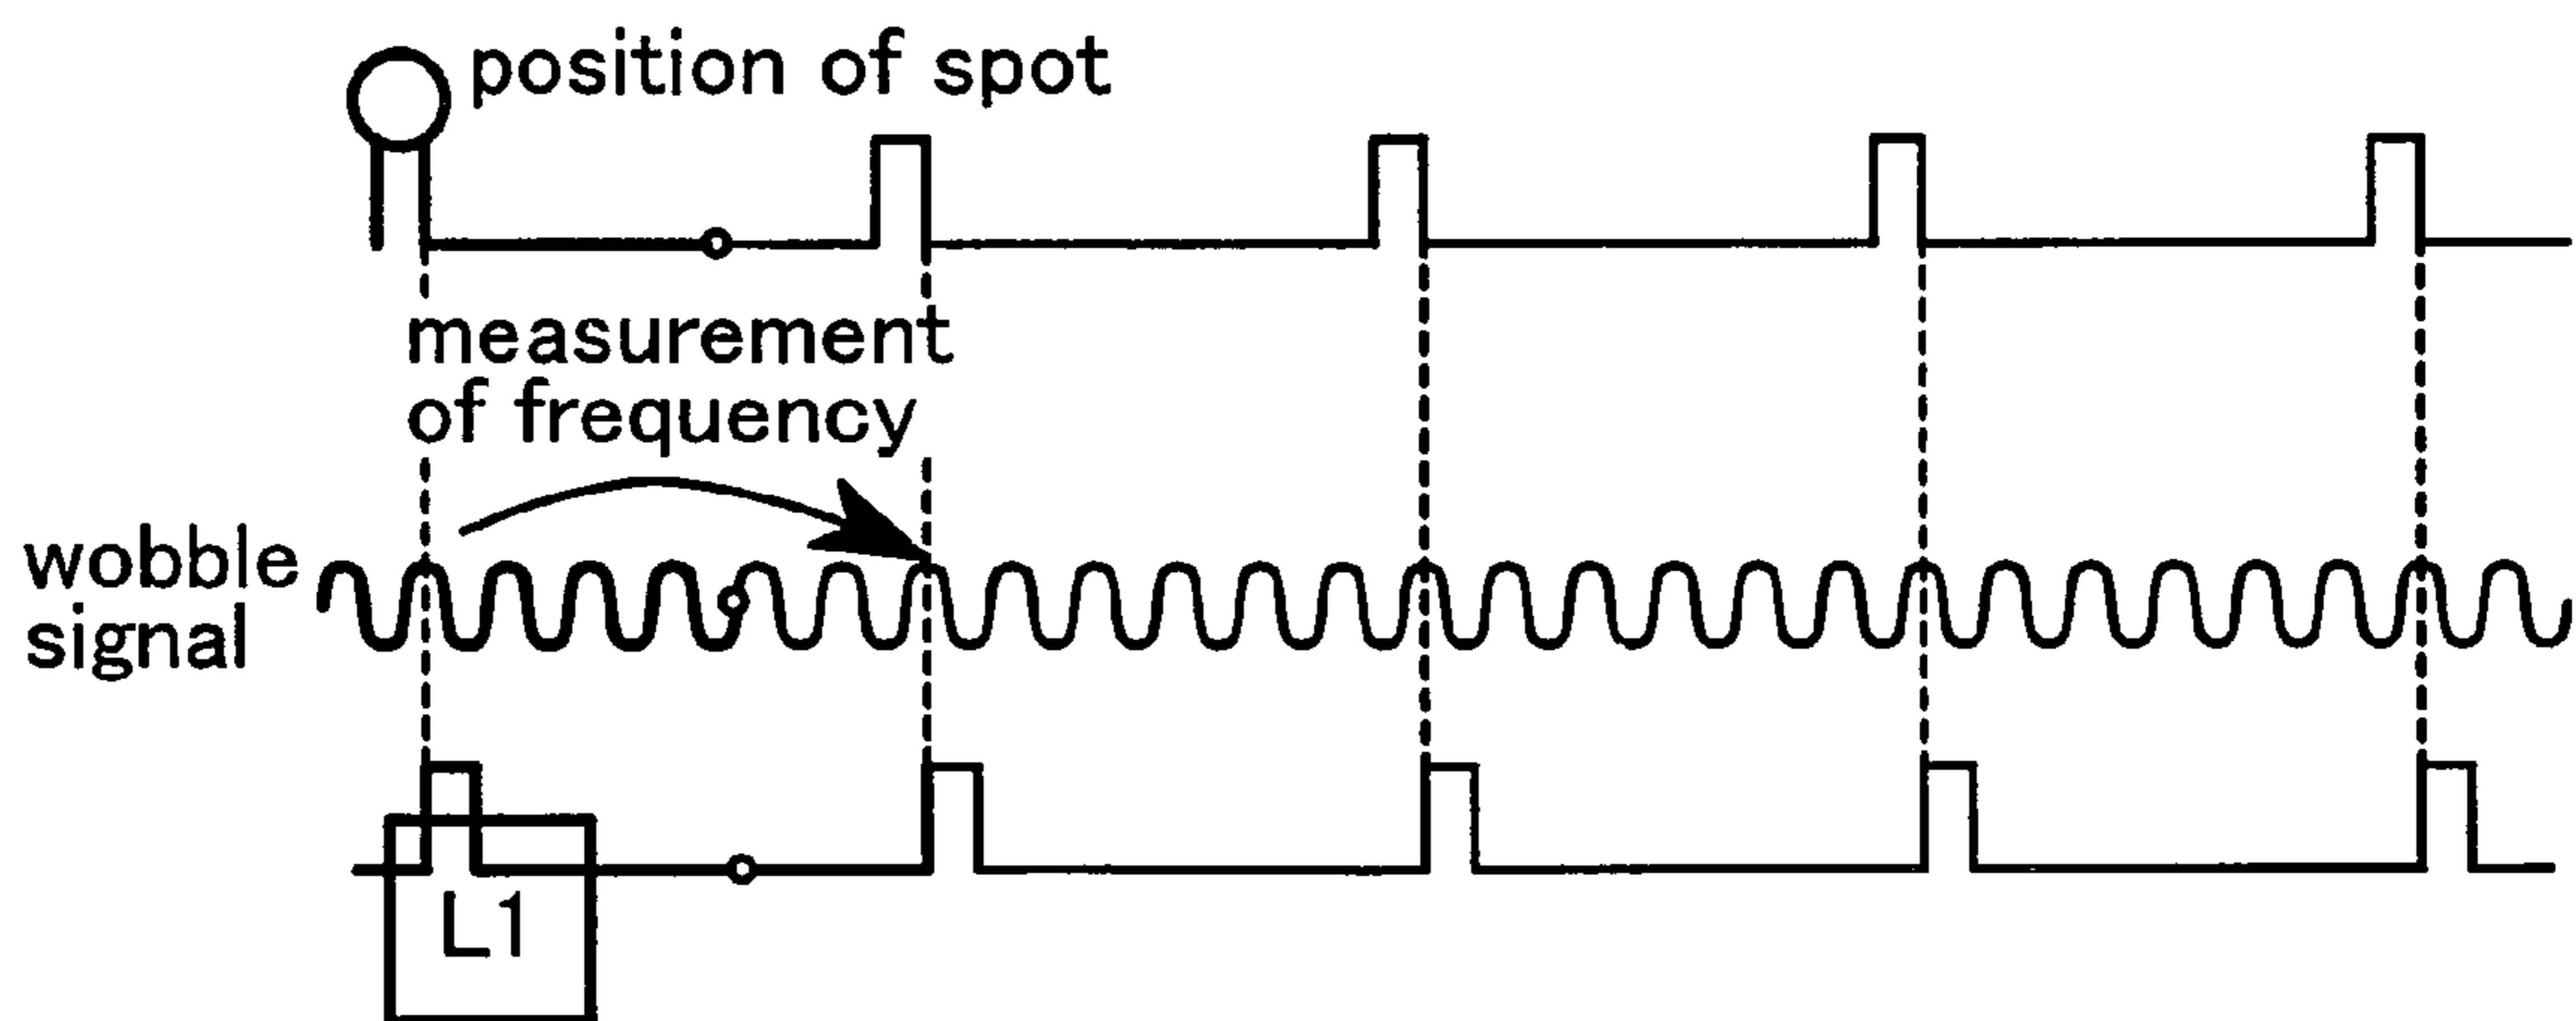 position of spot
measurement
of frequency
wobble
signal
L1